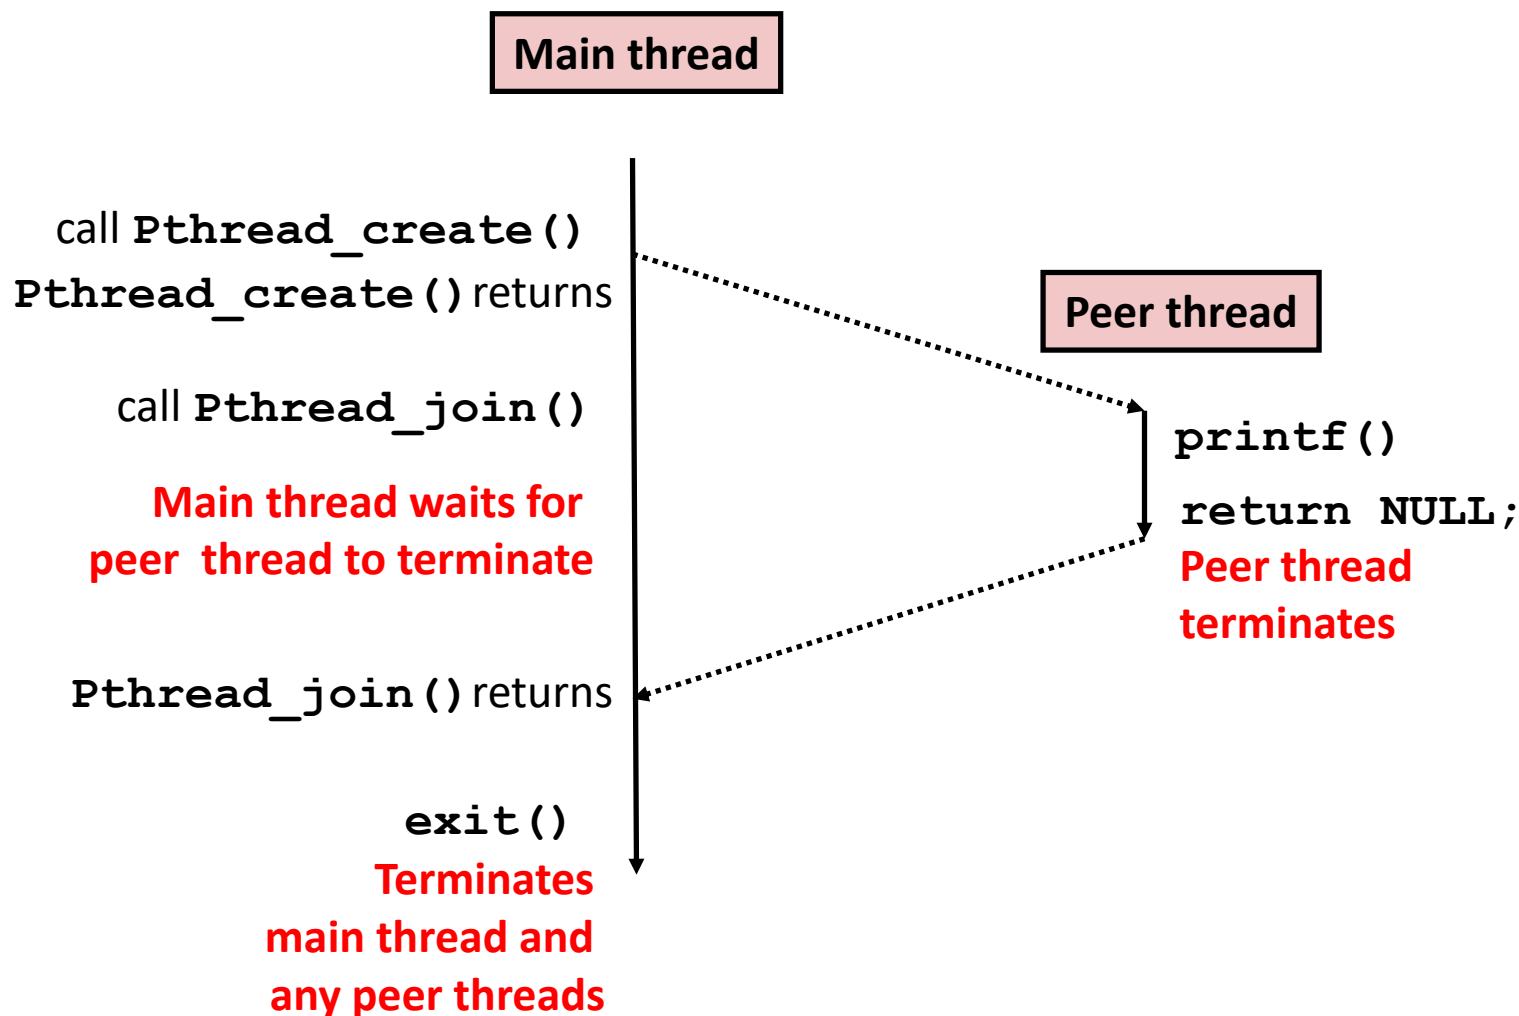 Main thread
call Pthread_create()
Pthread_create() returns
Peer thread
call Pthread_join()
printf()
Main thread waits for
peer thread to terminate
return NULL;
Peer thread
terminates
Pthread_join() returns
exit()
Terminates
main thread and
any peer threads